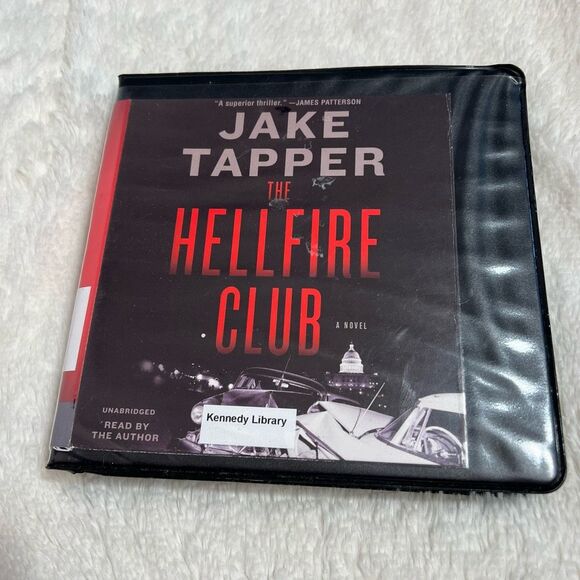 "A superior thriller." —JAMES PATTERSON
JAKE
TAPPER
THE
HELLFIRE
CLUB
A NOVEL
UNABRIDGED
READ BY
THE AUTHOR
Kennedy Library